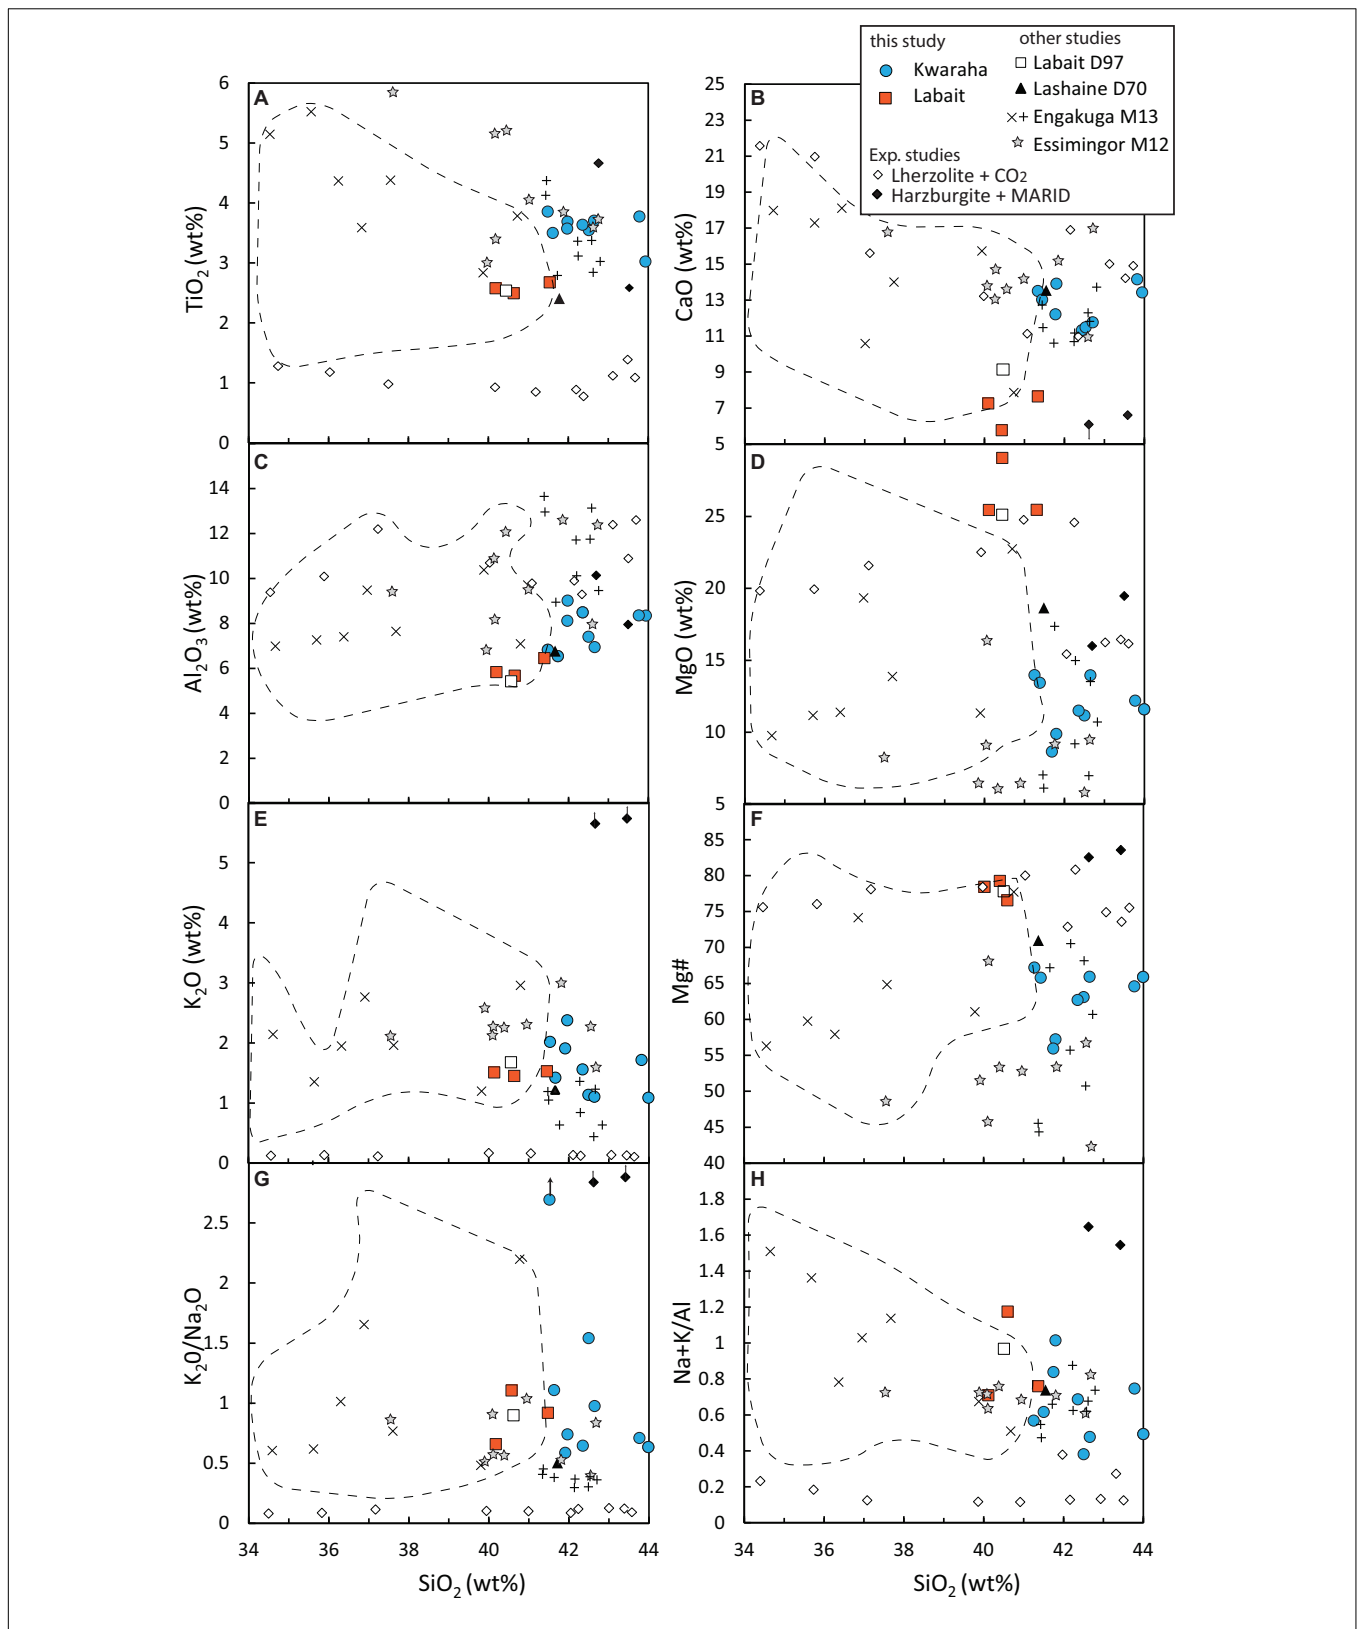 this study
other studies
Kwaraha
Labait
Labait D97
Lashaine D70
Engakuga M13
Essimingor M12
Exp. studies
Lherzolite + CO2
Harzburgite + MARID
A
6
5
4
3
2
1
0
TiO2 (wt%)
B
25
23
21
19
17
15
13
11
9
7
5
CaO (wt%)
C
14
12
10
8
6
4
2
0
Al2O3 (wt%)
D
25
20
15
10
5
MgO (wt%)
E
5
4
3
2
1
0
K2O (wt%)
F
85
80
75
70
65
60
55
50
45
40
Mg#
G
2.5
2
1.5
1
0.5
0
K20/Na2O
34 36 38 40 42 44
SiO2 (wt%)
H
1.8
1.6
1.4
1.2
1
0.8
0.6
0.4
0.2
0
Na+K/Al
34 36 38 40 42 44
SiO2 (wt%)